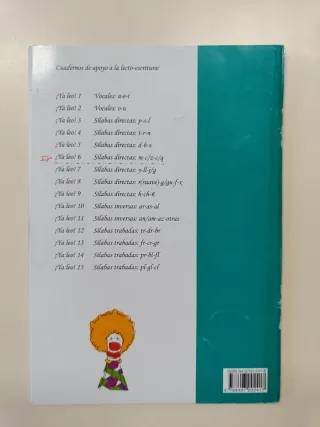 Cuadernos de apoyo a la lecto-escritura:
¡Ya leo! 1 Vocales: a-e-i
¡Ya leo! 2 Vocales: o-u
¡Ya leo! 3 Sílabas directas: p-s-l
¡Ya leo! 4 Sílabas directas: t-r-n
¡Ya leo! 5 Sílabas directas: d-b-v
¡Ya leo! 6 Sílabas directas: m-c/z-c/q
¡Ya leo! 7 Sílabas directas: y-ll-j/g
¡Ya leo! 8 Sílabas directas: r(suave)-g/gu-f-x
¡Ya leo! 9 Sílabas directas: h-ch-ñ
¡Ya leo! 10 Sílabas inversas: ar-as-al
¡Ya leo! 11 Sílabas inversas: an/am-az-otras
¡Ya leo! 12 Sílabas trabadas: tr-dr-br
¡Ya leo! 13 Sílabas trabadas: fr-cr-gr
¡Ya leo! 14 Sílabas trabadas: pr-bl-fl
¡Ya leo! 15 Sílabas trabadas: pl-gl-cl